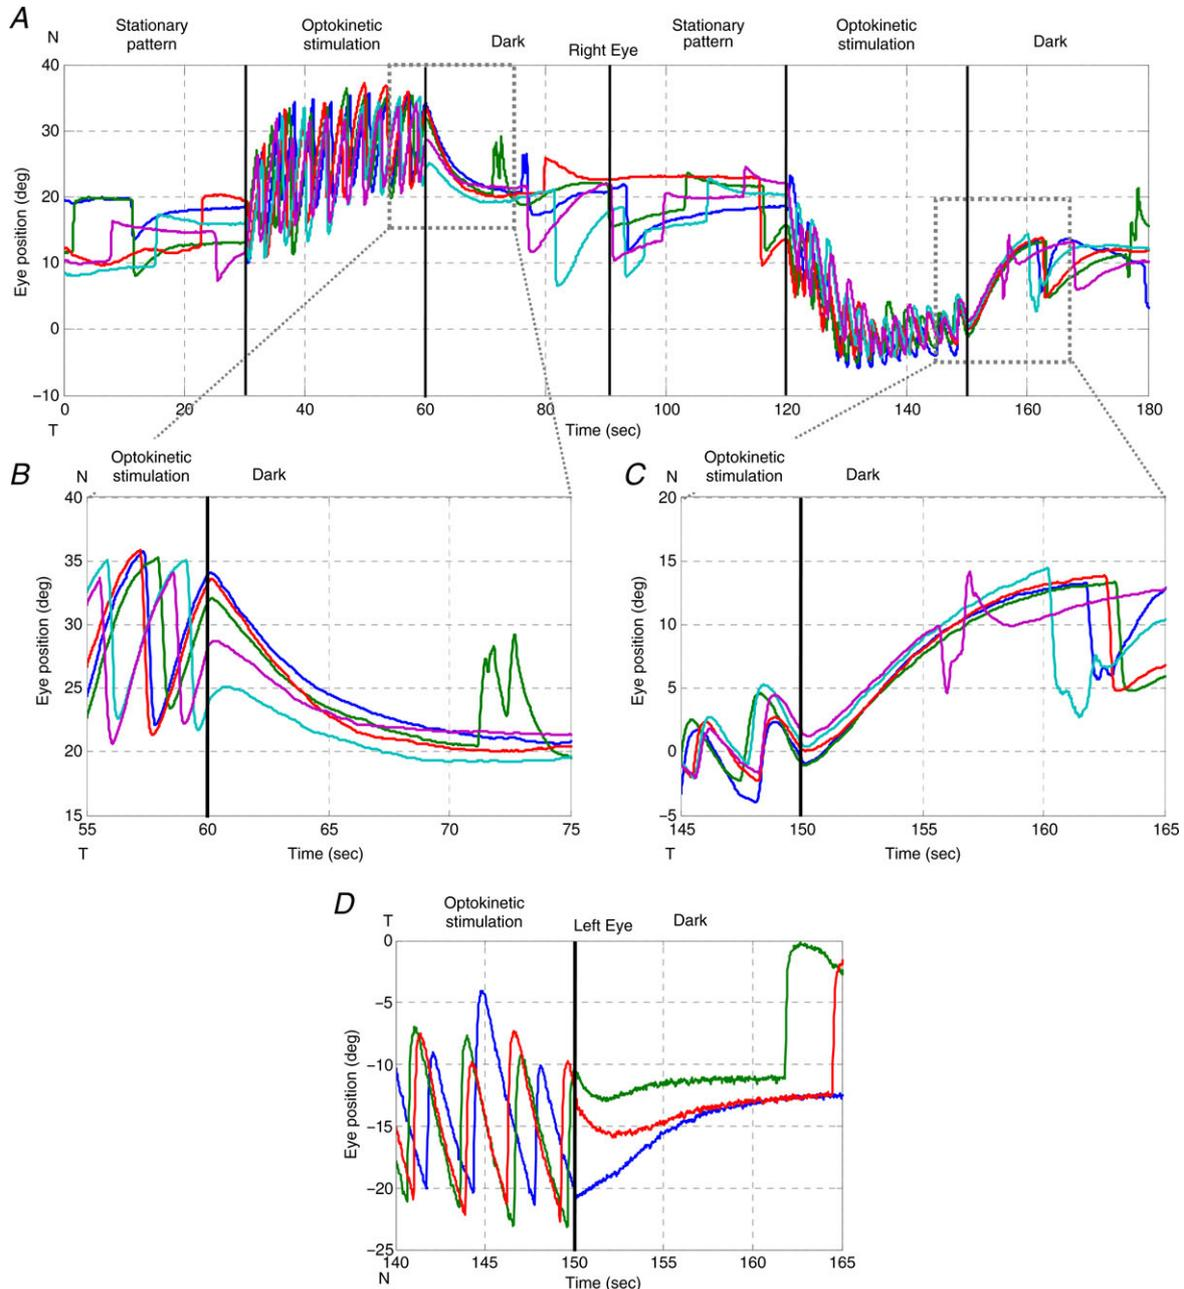 A
Stationary pattern
Optokinetic stimulation
Dark
Right Eye
Stationary pattern
Optokinetic stimulation
Dark
N
40
30
20
10
0
−10
Eye position (deg)
0
20
40
60
80
100
120
140
160
180
T
Time (sec)
B
N
Optokinetic stimulation
Dark
40
35
30
25
20
15
Eye position (deg)
55
60
65
70
75
T
Time (sec)
C
N
Optokinetic stimulation
Dark
20
15
10
5
0
−5
Eye position (deg)
145
150
155
160
165
T
Time (sec)
D
T
Optokinetic stimulation
Left Eye
Dark
0
−5
−10
−15
−20
−25
Eye position (deg)
140
145
150
155
160
165
N
Time (sec)